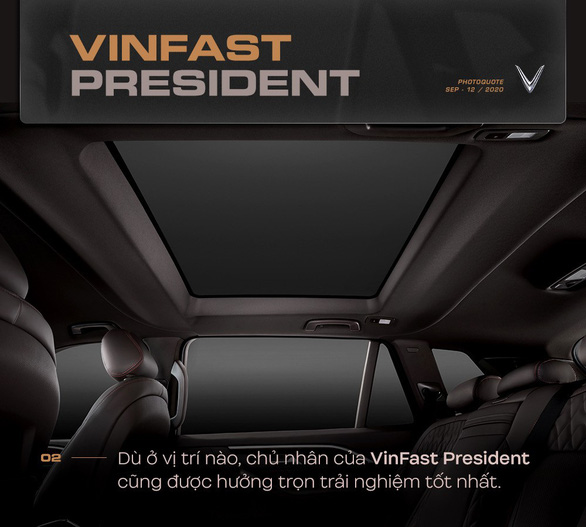 VINFAST
PRESIDENT
PHOTOQUOTE
SEP - 12 / 2020
02
Dù ở vị trí nào, chủ nhân của VinFast President
cũng được hưởng trọn trải nghiệm tốt nhất.